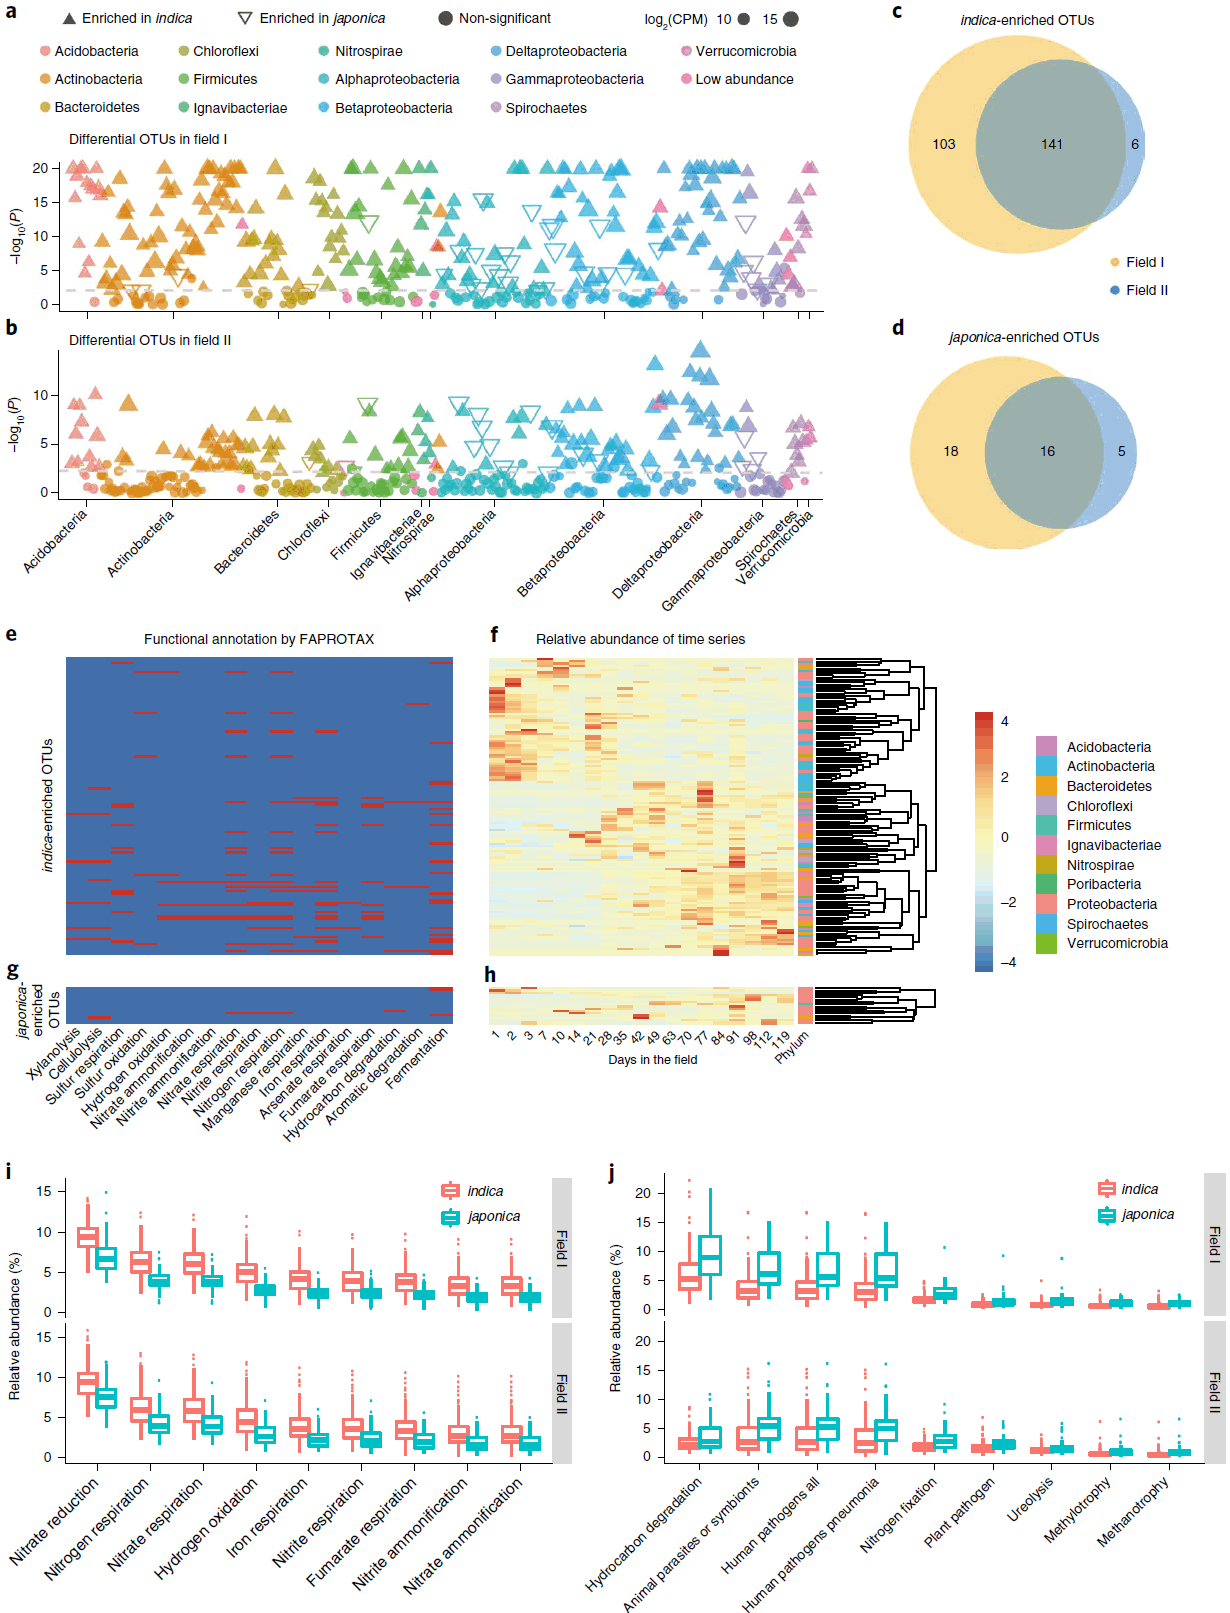 a
Enriched in indica
Enriched in japonica
Non-significant
log2(CPM) 10 15
Acidobacteria
Chloroflexi
Nitrospirae
Deltaproteobacteria
Verrucomicrobia
Actinobacteria
Firmicutes
Alphaproteobacteria
Gammaproteobacteria
Low abundance
Bacteroidetes
Ignavibacteriae
Betaproteobacteria
Spirochaetes
Differential OTUs in field I
–log10(P)
20
15
10
5
0
b
Differential OTUs in field II
–log10(P)
10
5
0
Acidobacteria
Actinobacteria
Bacteroidetes
Chloroflexi
Firmicutes
Ignavibacteriae
Nitrospirae
Alphaproteobacteria
Betaproteobacteria
Deltaproteobacteria
Gammaproteobacteria
Spirochaetes
Verrucomicrobia
c
indica-enriched OTUs
103
141
6
Field I
Field II
d
japonica-enriched OTUs
18
16
5
e
Functional annotation by FAPROTAX
indica-enriched OTUs
f
Relative abundance of time series
4
2
0
–2
–4
Acidobacteria
Actinobacteria
Bacteroidetes
Chloroflexi
Firmicutes
Ignavibacteriae
Nitrospirae
Poribacteria
Proteobacteria
Spirochaetes
Verrucomicrobia
g
japonica-
enriched
OTUs
Xylanolysis
Cellulolysis
Sulfur respiration
Sulfur oxidation
Hydrogen oxidation
Nitrate ammonification
Nitrite ammonification
Nitrate respiration
Nitrite respiration
Nitrogen respiration
Manganese respiration
Iron respiration
Arsenate respiration
Fumarate respiration
Hydrocarbon degradation
Aromatic degradation
Fermentation
h
1 2 3 7 10 14 21 28 35 42 49 63 70 77 84 91 98 112 119
Phylum
Days in the field
i
indica
japonica
Relative abundance (%)
15
10
5
0
Field I
15
10
5
0
Field II
Nitrate reduction
Nitrogen respiration
Nitrate respiration
Hydrogen oxidation
Iron respiration
Nitrite respiration
Fumarate respiration
Nitrite ammonification
Nitrate ammonification
j
indica
japonica
Relative abundance (%)
20
15
10
5
0
Field I
20
15
10
5
0
Field II
Hydrocarbon degradation
Animal parasites or symbionts
Human pathogens all
Human pathogens pneumonia
Nitrogen fixation
Plant pathogen
Ureolysis
Methylotrophy
Methanotrophy